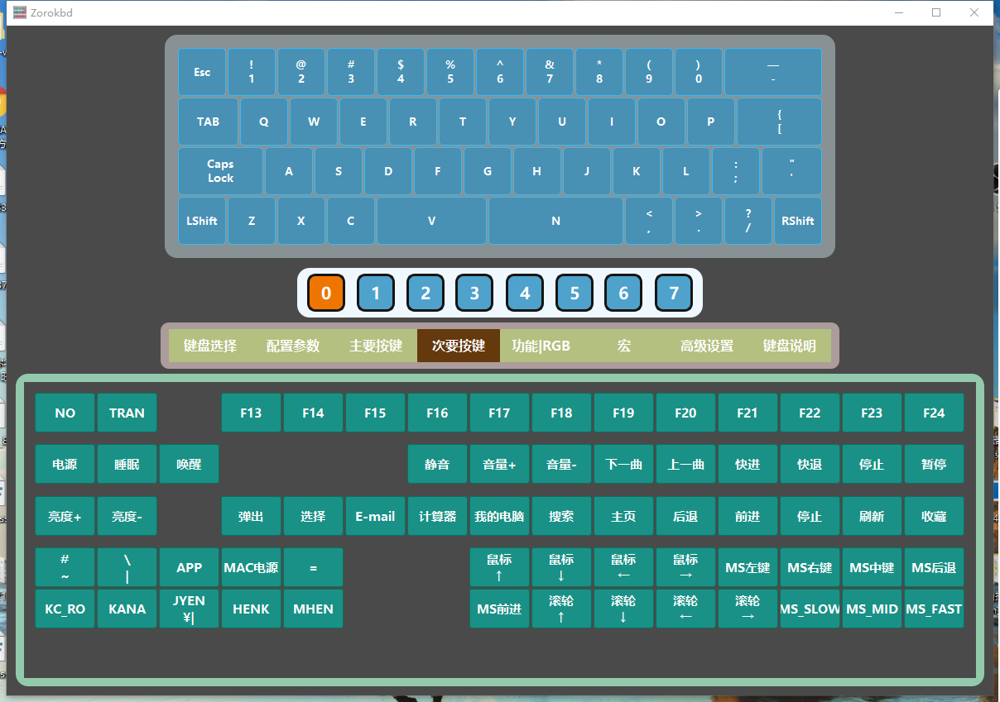 Zorokbd
Esc ! @ # $ % ^ & * ( ) —
1 2 3 4 5 6 7 8 9 0 -
TAB Q W E R T Y U I O P {
[
Caps
Lock A S D F G H J K L : "
; '
LShift Z X C V N < > ? RShift
, . /
0 1 2 3 4 5 6 7
键盘选择 配置参数 主要按键 次要按键 功能|RGB 宏 高级设置 键盘说明
NO TRAN F13 F14 F15 F16 F17 F18 F19 F20 F21 F22 F23 F24
电源 睡眠 唤醒 静音 音量+ 音量- 下一曲 上一曲 快进 快退 停止 暂停
亮度+ 亮度- 弹出 选择 E-mail 计算器 我的电脑 搜索 主页 后退 前进 停止 刷新 收藏
# \ APP MAC电源 = 鼠标 鼠标 鼠标 鼠标 MS左键 MS右键 MS中键 MS后退
~ | ↑ ↓ ← →
KC_RO KANA JYEN HENK MHEN MS前进 滚轮 滚轮 滚轮 滚轮 MS_SLOW MS_MID MS_FAST
¥| ↑ ↓ ← →